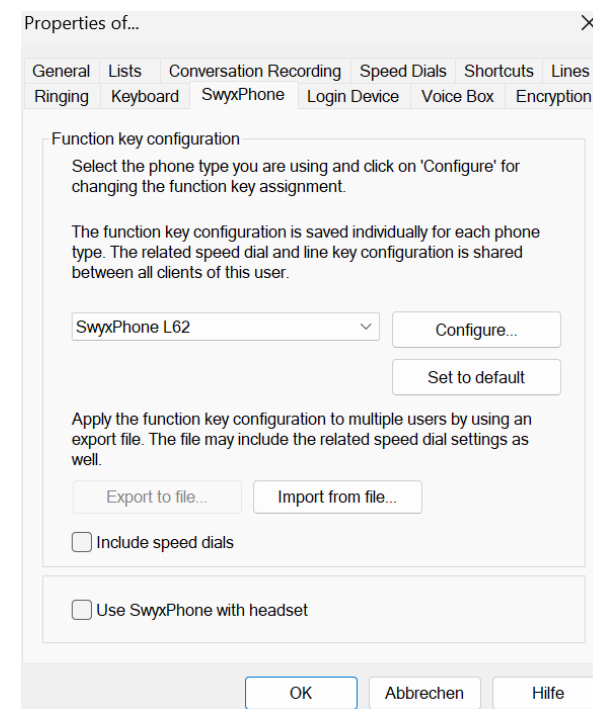 Properties of...
General Lists Conversation Recording Speed Dials Shortcuts Lines
Ringing Keyboard SwyxPhone Login Device Voice Box Encryption
Function key configuration
Select the phone type you are using and click on 'Configure' for
changing the function key assignment.
The function key configuration is saved individually for each phone
type. The related speed dial and line key configuration is shared
between all clients of this user.
SwyxPhone L62
Configure...
Set to default
Apply the function key configuration to multiple users by using an
export file. The file may include the related speed dial settings as
well.
Export to file... Import from file...
Include speed dials
Use SwyxPhone with headset
OK Abbrechen Hilfe